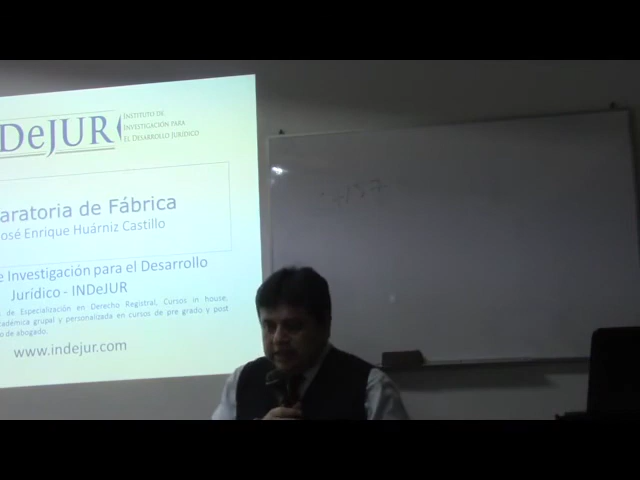 DeJUR
INSTITUTO DE
INVESTIGACIÓN PARA
EL DESARROLLO JURÍDICO
aratoria de Fábrica
osé Enrique Huárniz Castillo
e Investigación para el Desarrollo
Jurídico - INDeJUR
. de Especialización en Derecho Registral, Cursos in house,
cadémica grupal y personalizada en cursos de pre grado y post
o de abogado.
www.indejur.com